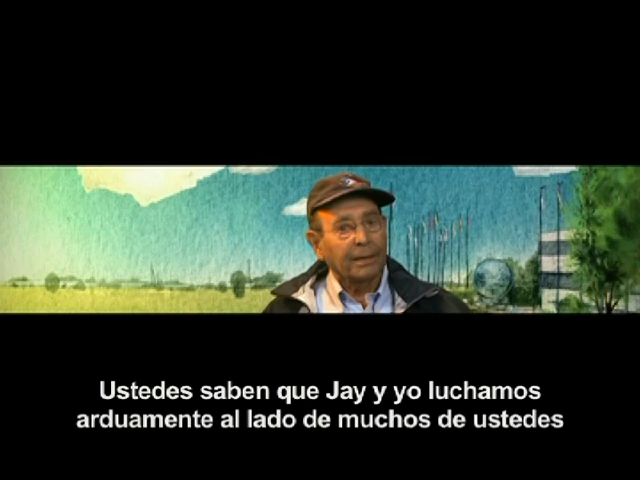 Ustedes saben que Jay y yo luchamos
arduamente al lado de muchos de ustedes